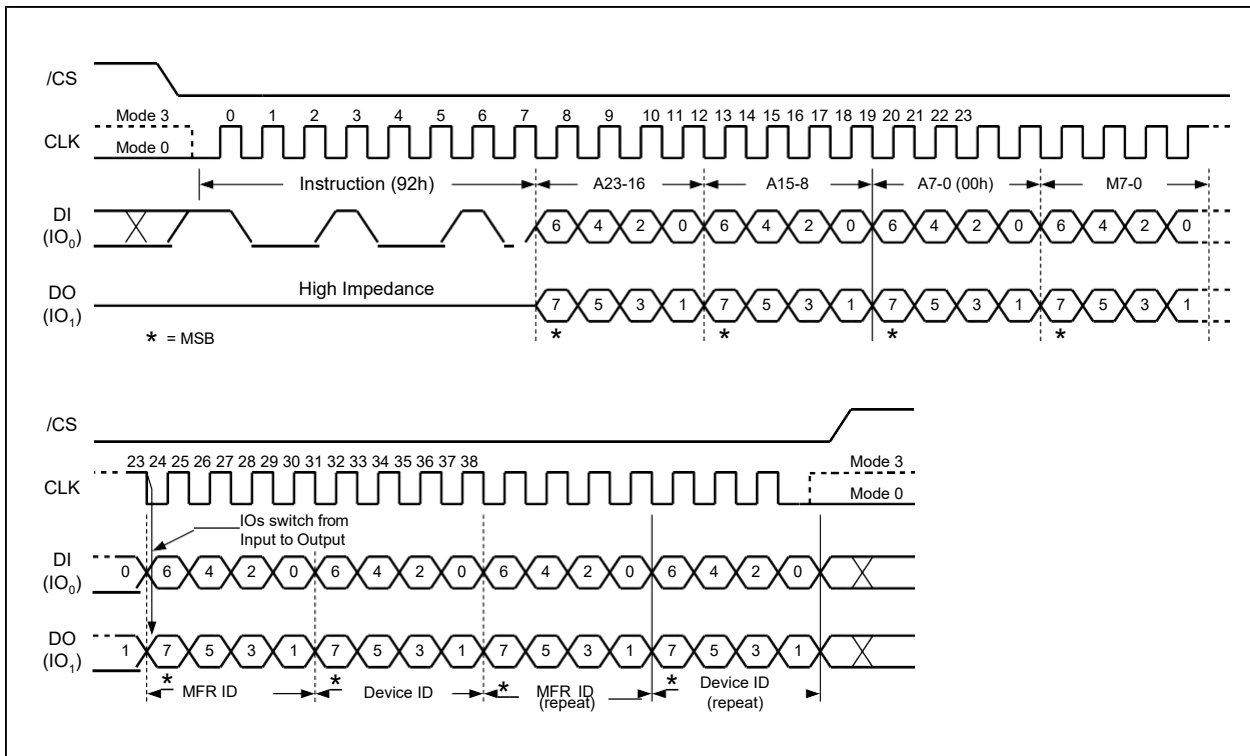 /CS
Mode 3 0 1 2 3 4 5 6 7 8 9 10 11 12 13 14 15 16 17 18 19 20 21 22 23
CLK
Mode 0
Instruction (92h) A23-16 A15-8 A7-0 (00h) M7-0
DI
(IO0) 6 4 2 0 6 4 2 0 6 4 2 0 6 4 2 0
High Impedance
DO
(IO1) 7 5 3 1 7 5 3 1 7 5 3 1 7 5 3 1
* * * *
* = MSB
/CS
23 24 25 26 27 28 29 30 31 32 33 34 35 36 37 38 Mode 3
CLK
Mode 0
IOs switch from
Input to Output
DI
(IO0) 0 6 4 2 0 6 4 2 0 6 4 2 0 6 4 2 0
DO
(IO1) 1 7 5 3 1 7 5 3 1 7 5 3 1 7 5 3 1
* * * *
MFR ID Device ID MFR ID Device ID
(repeat) (repeat)